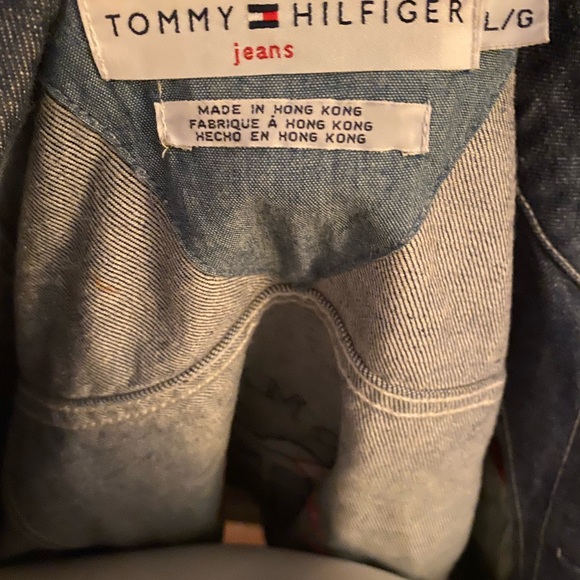 TOMMY HILFIGER
L/G
jeans
MADE IN HONG KONG
FABRIQUE À HONG KONG
HECHO EN HONG KONG